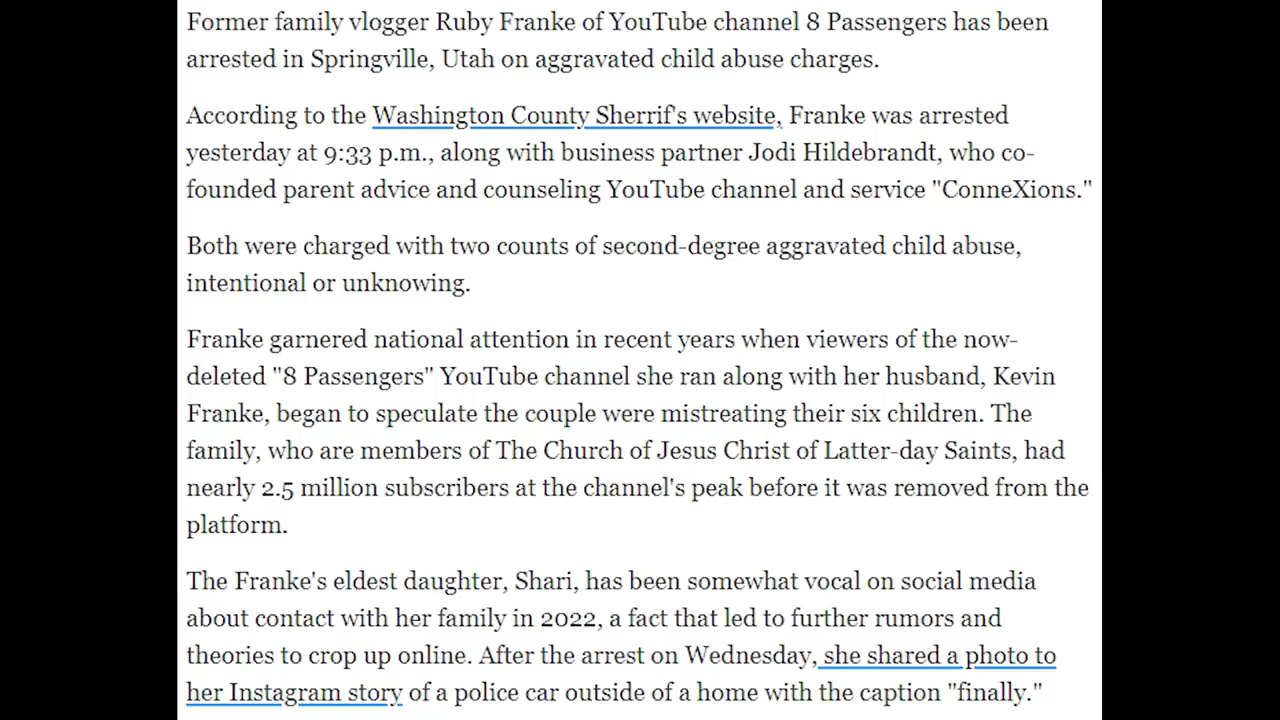 Former family vlogger Ruby Franke of YouTube channel 8 Passengers has been
arrested in Springville, Utah on aggravated child abuse charges.
According to the Washington County Sherrif's website, Franke was arrested
yesterday at 9:33 p.m., along with business partner Jodi Hildebrandt, who co-
founded parent advice and counseling YouTube channel and service "ConneXions."
Both were charged with two counts of second-degree aggravated child abuse,
intentional or unknowing.
Franke garnered national attention in recent years when viewers of the now-
deleted "8 Passengers" YouTube channel she ran along with her husband, Kevin
Franke, began to speculate the couple were mistreating their six children. The
family, who are members of The Church of Jesus Christ of Latter-day Saints, had
nearly 2.5 million subscribers at the channel's peak before it was removed from the
platform.
The Franke's eldest daughter, Shari, has been somewhat vocal on social media
about contact with her family in 2022, a fact that led to further rumors and
theories to crop up online. After the arrest on Wednesday, she shared a photo to
her Instagram story of a police car outside of a home with the caption "finally."